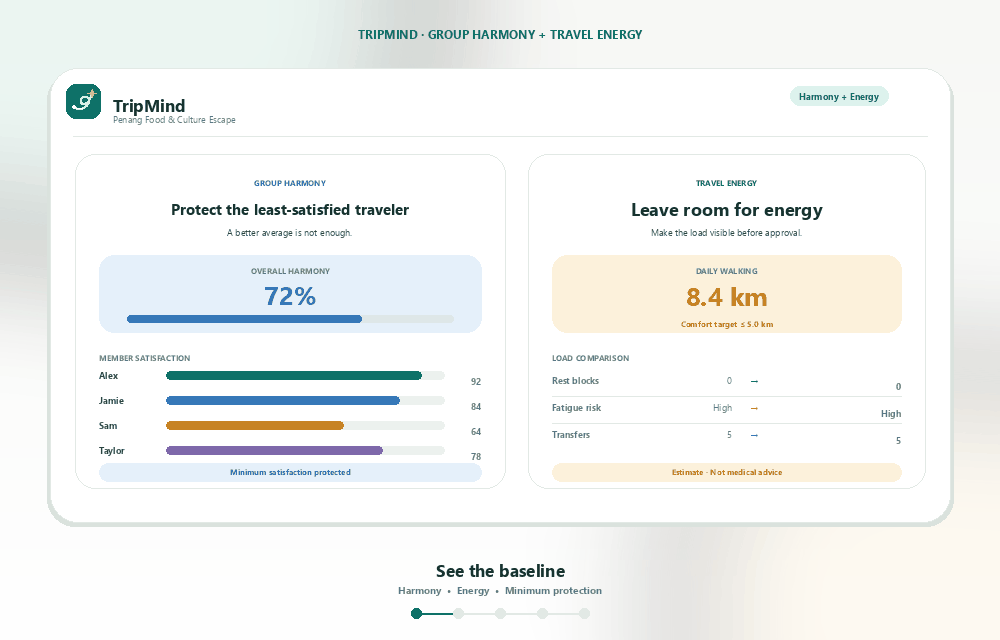 TRIPMIND · GROUP HARMONY + TRAVEL ENERGY
TripMind
Penang Food & Culture Escape
Harmony + Energy
GROUP HARMONY
Protect the least-satisfied traveler
A better average is not enough.
OVERALL HARMONY
72%
MEMBER SATISFACTION
Alex 92
Jamie 84
Sam 64
Taylor 78
Minimum satisfaction protected
TRAVEL ENERGY
Leave room for energy
Make the load visible before approval.
DAILY WALKING
8.4 km
Comfort target ≤ 5.0 km
LOAD COMPARISON
Rest blocks 0 → 0
Fatigue risk High → High
Transfers 5 → 5
Estimate · Not medical advice
See the baseline
Harmony • Energy • Minimum protection